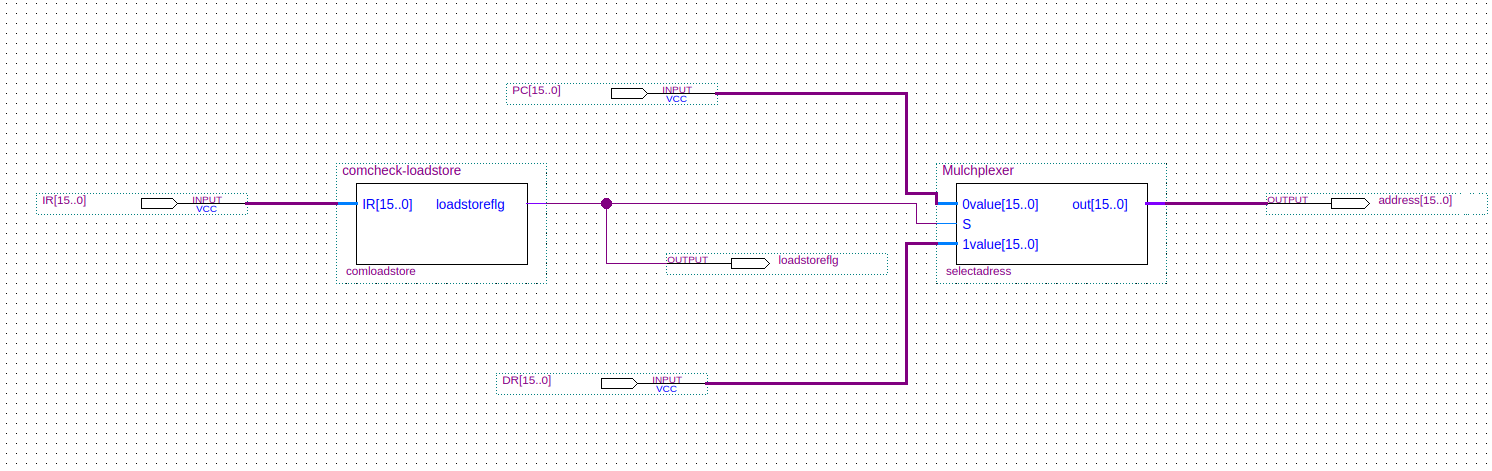 PC[15..0]
INPUT
VCC
comcheck-loadstore
Mulchplexer
IR[15..0]
INPUT
VCC
IR[15..0] loadstoreflg
0value[15..0] out[15..0]
OUTPUT
address[15..0]
S
1value[15..0]
OUTPUT
loadstoreflg
comloadstore
selectadress
DR[15..0]
INPUT
VCC